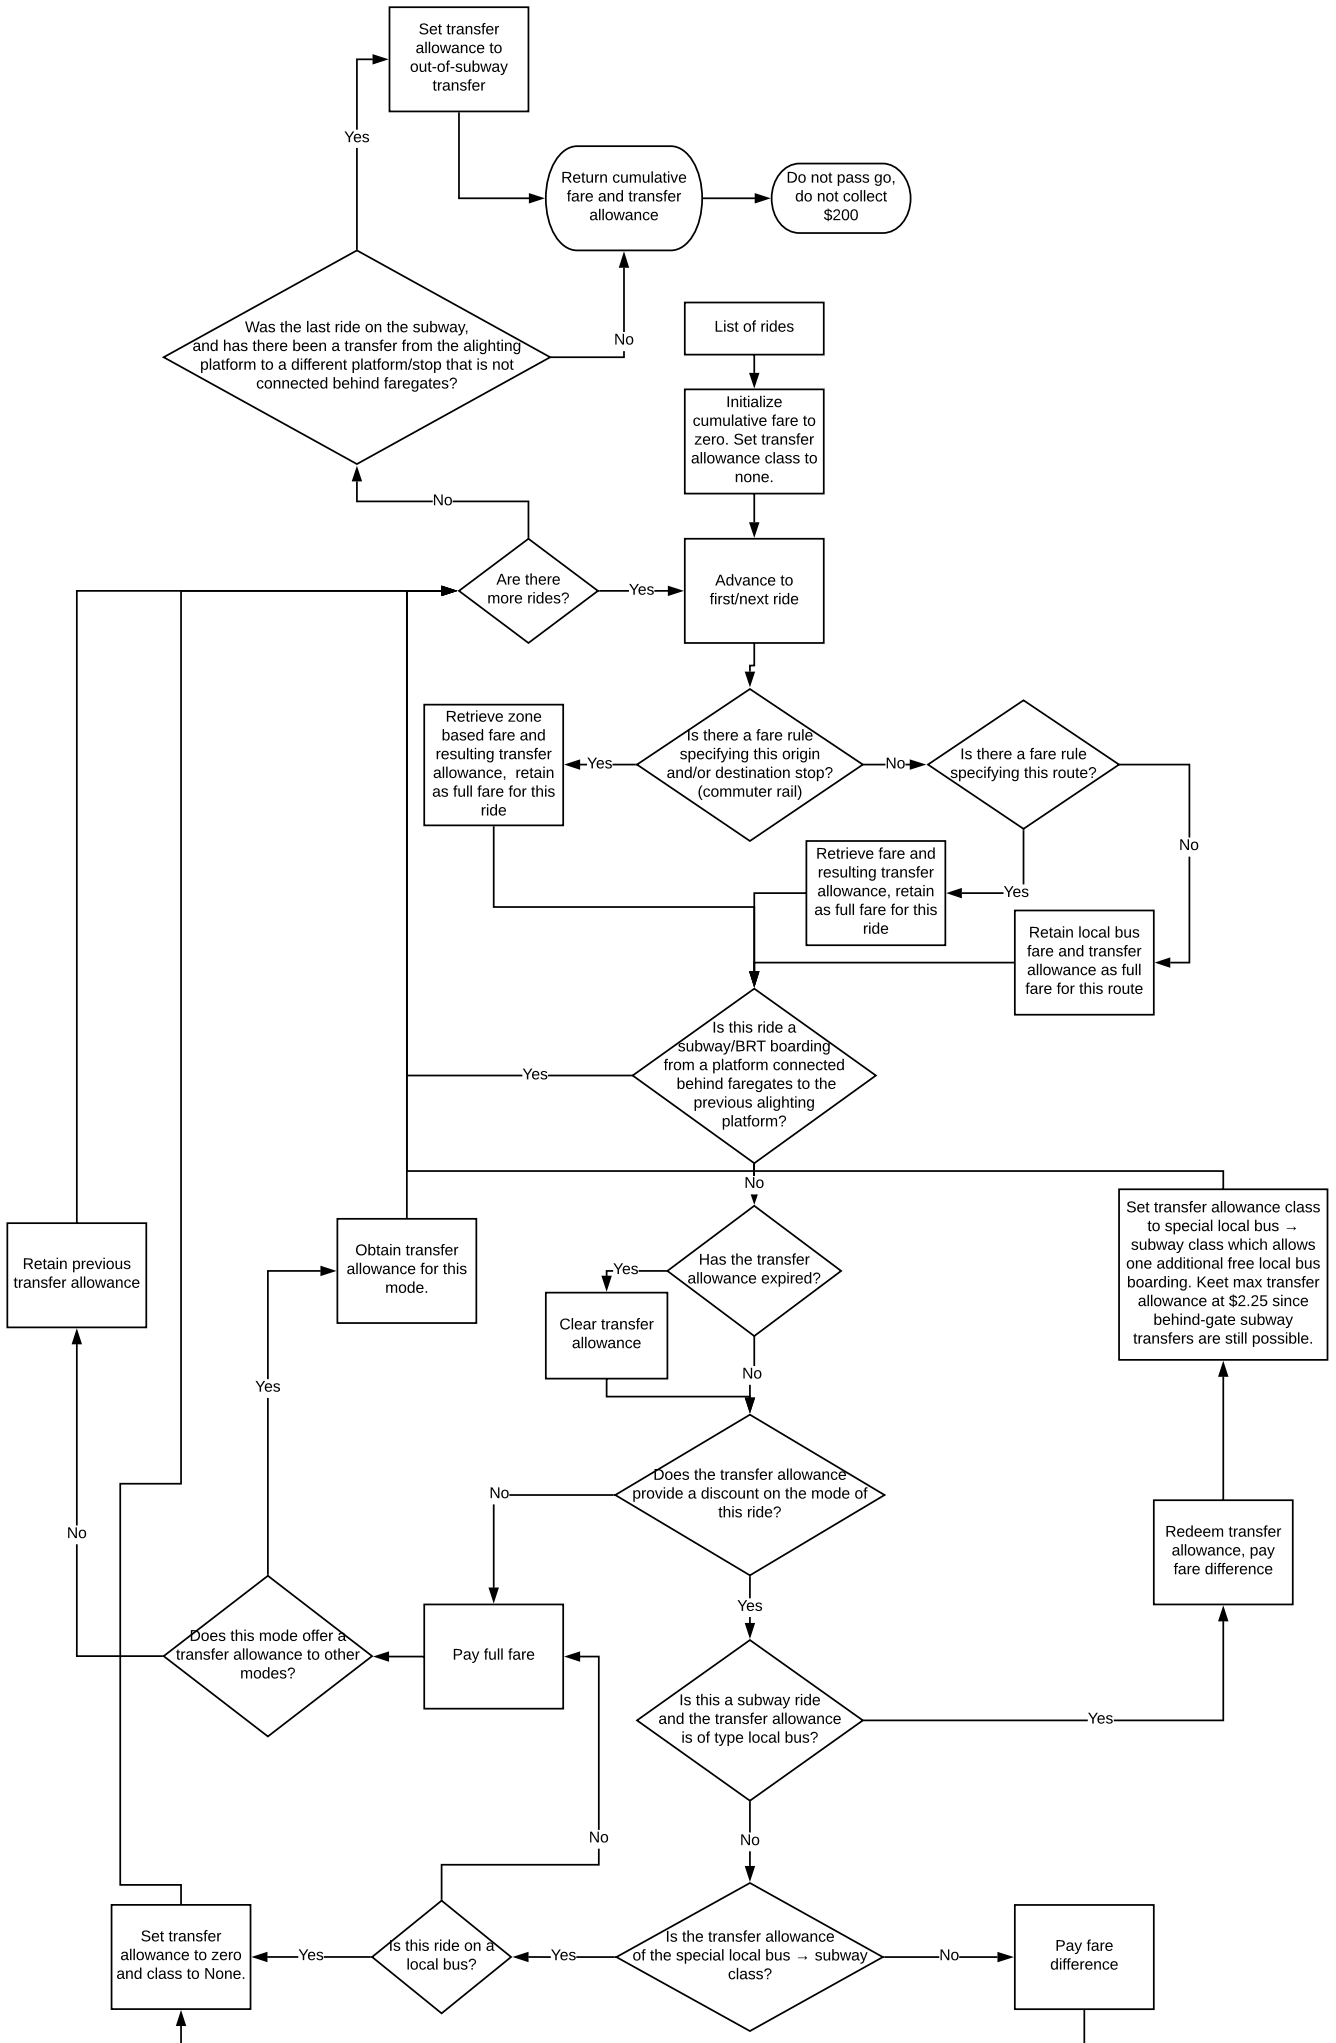 Set transfer
allowance to
out-of-subway
transfer
Yes
Return cumulative
fare and transfer
allowance
Do not pass go,
do not collect
$200
Was the last ride on the subway,
and has there been a transfer from the alighting
platform to a different platform/stop that is not
connected behind faregates?
No
List of rides
Initialize
cumulative fare to
zero. Set transfer
allowance class to
none.
No
Are there
more rides?
Yes
Advance to
first/next ride
Retrieve zone
based fare and
resulting transfer
allowance, retain
as full fare for this
ride
Yes
Is there a fare rule
specifying this origin
and/or destination stop?
(commuter rail)
No
Is there a fare rule
specifying this route?
No
Retrieve fare and
resulting transfer
allowance, retain
as full fare for this
ride
Yes
Retain local bus
fare and transfer
allowance as full
fare for this route
Is this ride a
subway/BRT boarding
from a platform connected
behind faregates to the
previous alighting
platform?
Yes
No
Retain previous
transfer allowance
Obtain transfer
allowance for this
mode.
Has the transfer
allowance expired?
Yes
Clear transfer
allowance
No
Set transfer allowance class
to special local bus →
subway class which allows
one additional free local bus
boarding. Keet max transfer
allowance at $2.25 since
behind-gate subway
transfers are still possible.
Yes
Does the transfer allowance
provide a discount on the mode of
this ride?
No
No
Redeem transfer
allowance, pay
fare difference
Yes
Does this mode offer a
transfer allowance to other
modes?
Pay full fare
Is this a subway ride
and the transfer allowance
is of type local bus?
Yes
No
No
Set transfer
allowance to zero
and class to None.
Yes
Is this ride on a
local bus?
Yes
Is the transfer allowance
of the special local bus → subway
class?
No
Pay fare
difference